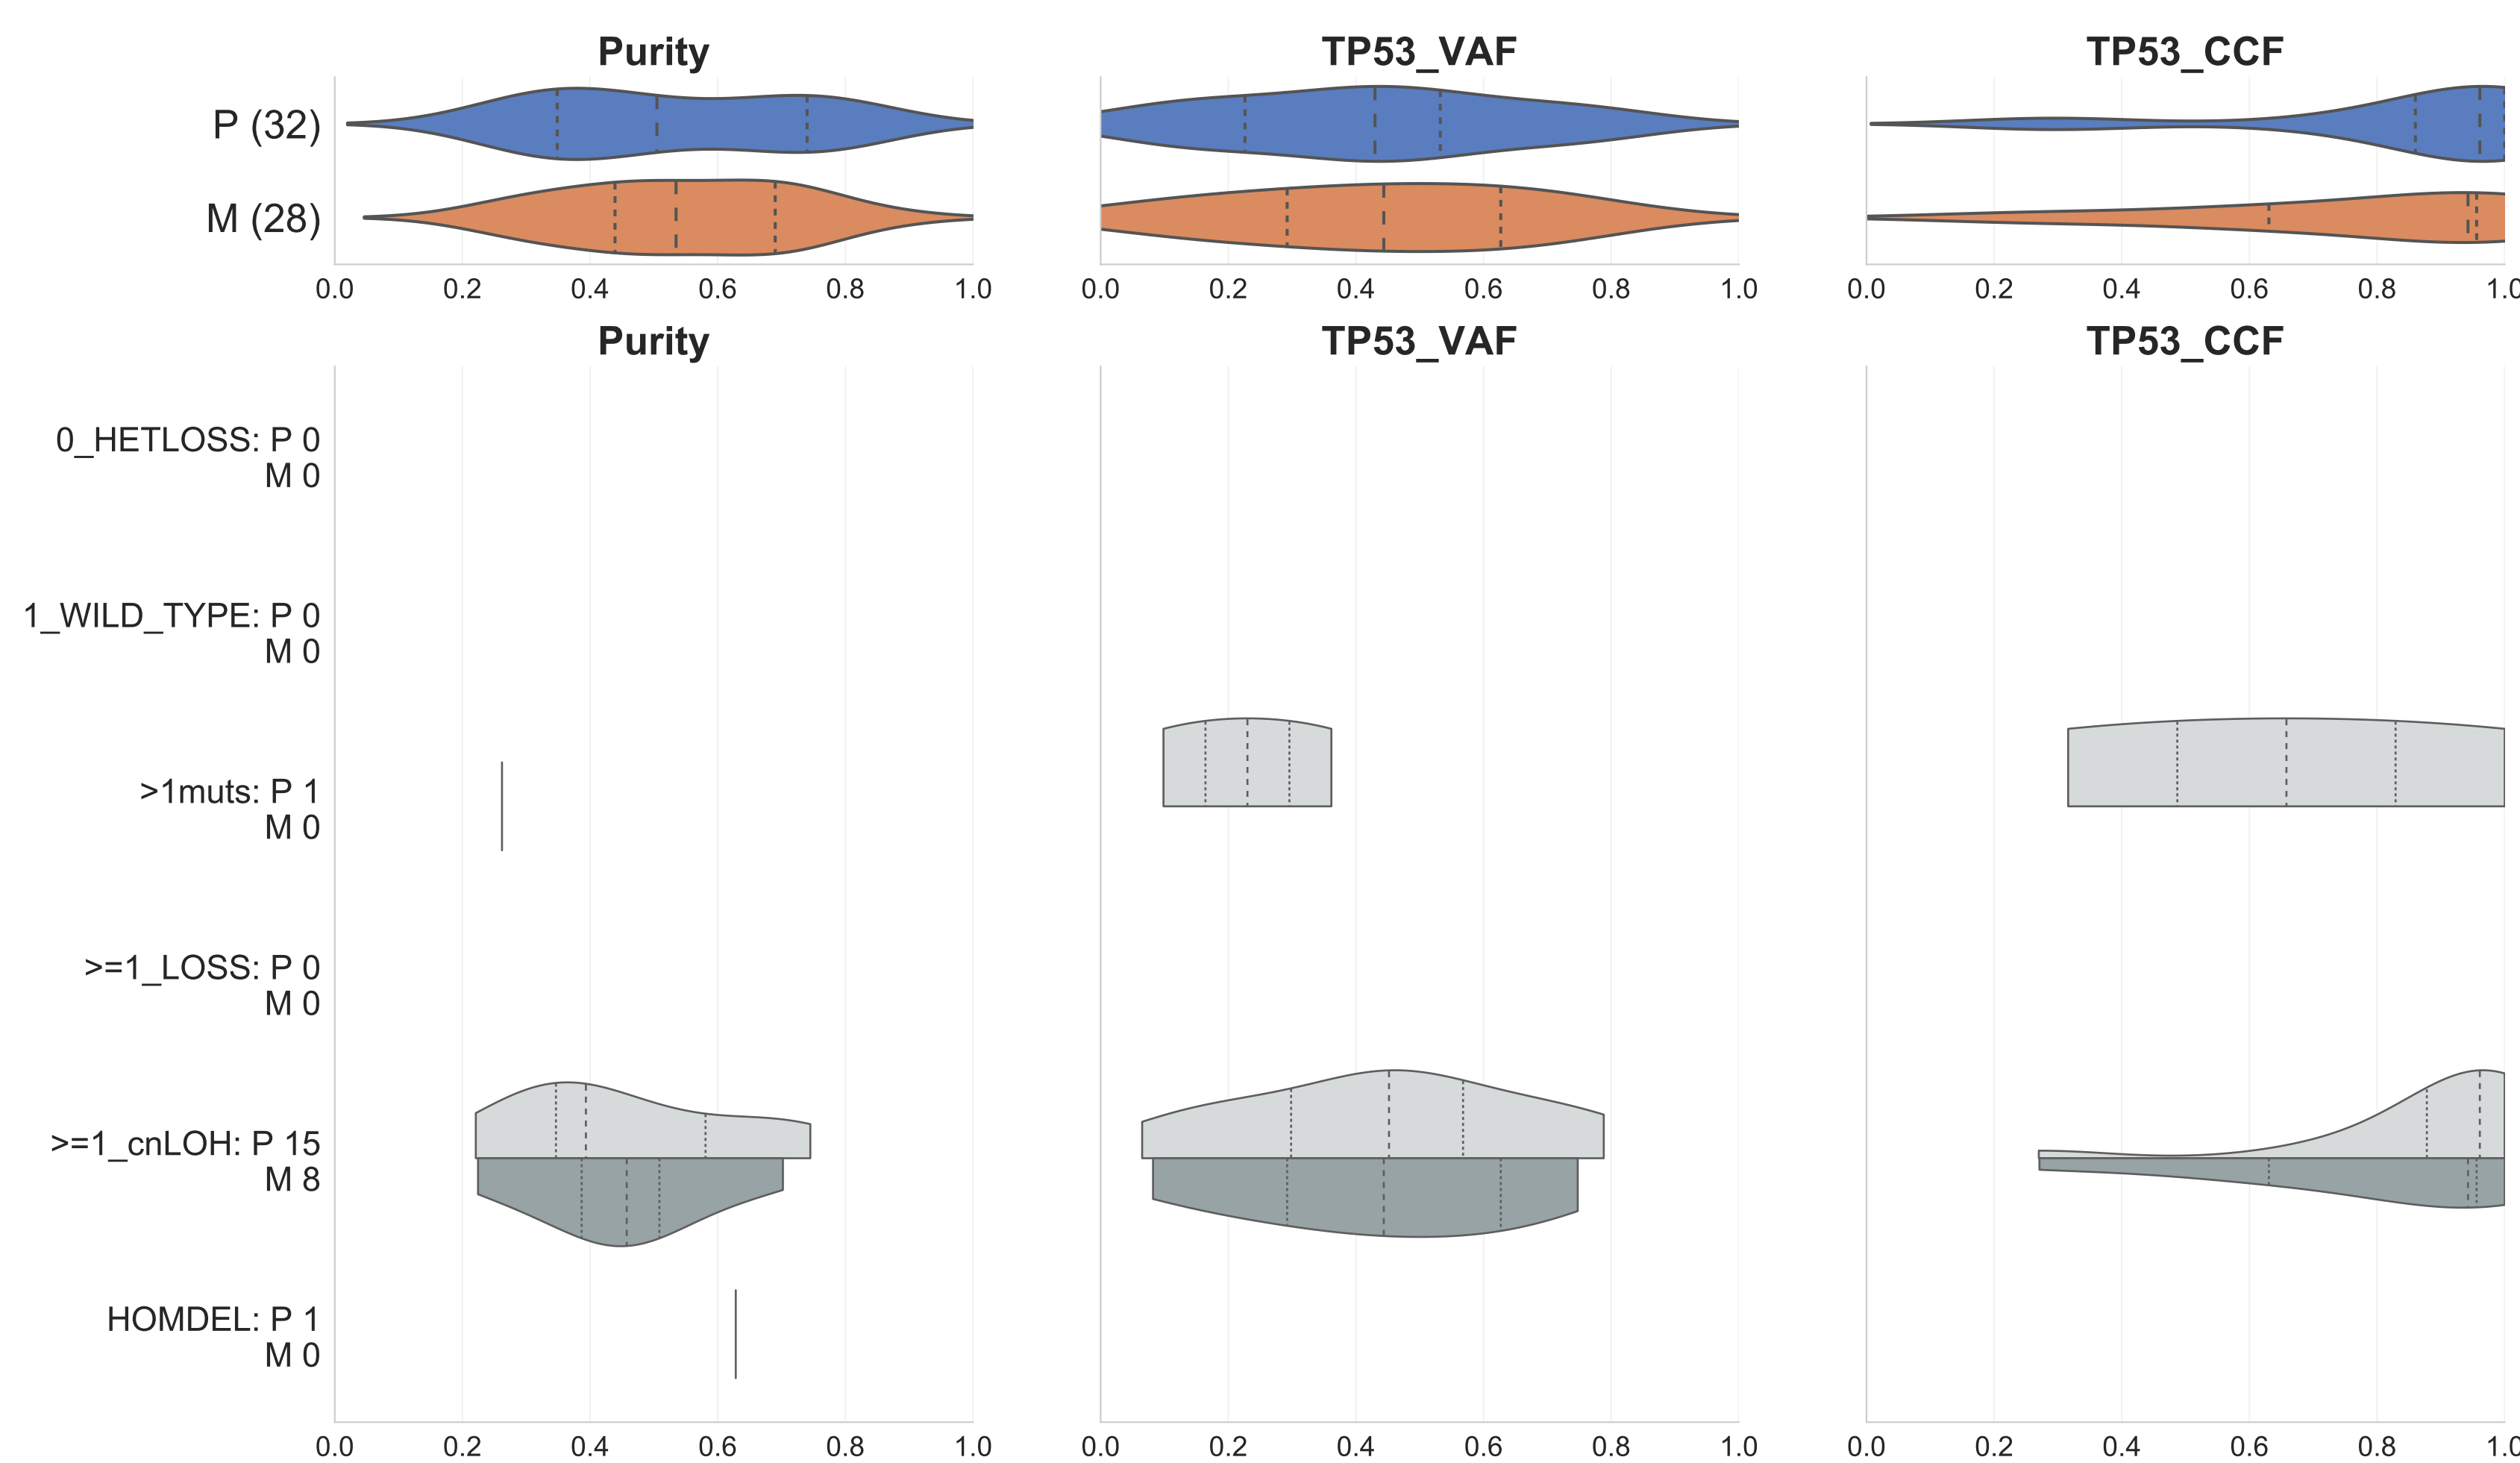 Purity TP53_VAF TP53_CCF
P (32)
M (28)
0.0 0.2 0.4 0.6 0.8 1.0 0.0 0.2 0.4 0.6 0.8 1.0 0.0 0.2 0.4 0.6 0.8 1.0
Purity TP53_VAF TP53_CCF
0_HETLOSS: P 0
M 0
1_WILD_TYPE: P 0
M 0
>1muts: P 1
M 0
>=1_LOSS: P 0
M 0
>=1_cnLOH: P 15
M 8
HOMDEL: P 1
M 0
0.0 0.2 0.4 0.6 0.8 1.0 0.0 0.2 0.4 0.6 0.8 1.0 0.0 0.2 0.4 0.6 0.8 1.0